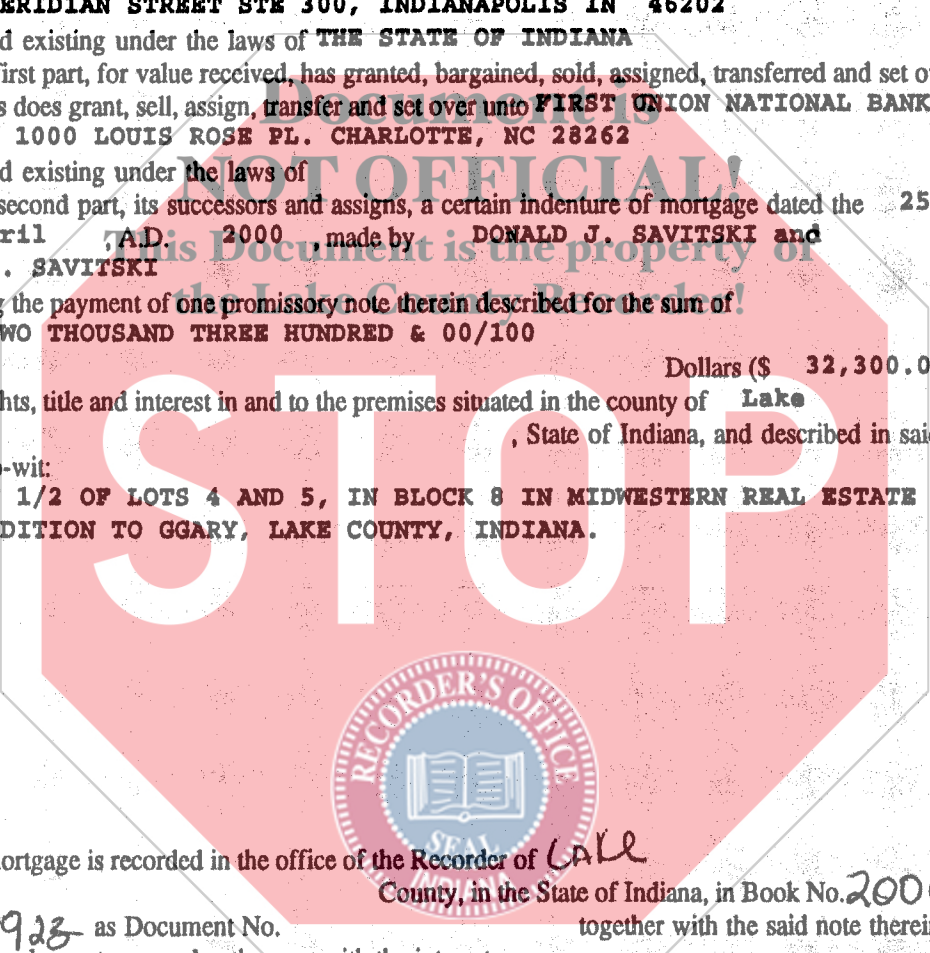 ERIDIAN STREET STE 300, INDIANAPOLIS IN 46202
d existing under the laws of THE STATE OF INDIANA
first part, for value received, has granted, bargained, sold, assigned, transferred and set o
s does grant, sell, assign, transfer and set over unto FIRST UNION NATIONAL BANK
1000 LOUIS ROSE PL. CHARLOTTE, NC 28262
d existing under the laws of
second part, its successors and assigns, a certain indenture of mortgage dated the 25
ril , A.D. 2000 , made by DONALD J. SAVITSKI and
. SAVITSKI
g the payment of one promissory note therein described for the sum of
WO THOUSAND THREE HUNDRED & 00/100
Dollars ($ 32,300.0
hts, title and interest in and to the premises situated in the county of Lake
, State of Indiana, and described in said
-wit:
1/2 OF LOTS 4 AND 5, IN BLOCK 8 IN MIDWESTERN REAL ESTATE
DITION TO GGARY, LAKE COUNTY, INDIANA.
ortgage is recorded in the office of the Recorder of Lake
County, in the State of Indiana, in Book No. 200
923 as Document No. together with the said note therein
Document is
NOT OFFICIAL!
This Document is the property of
the Lake County Recorder!
STOP
RECORDER'S OFFICE
SEAL
INDIANA